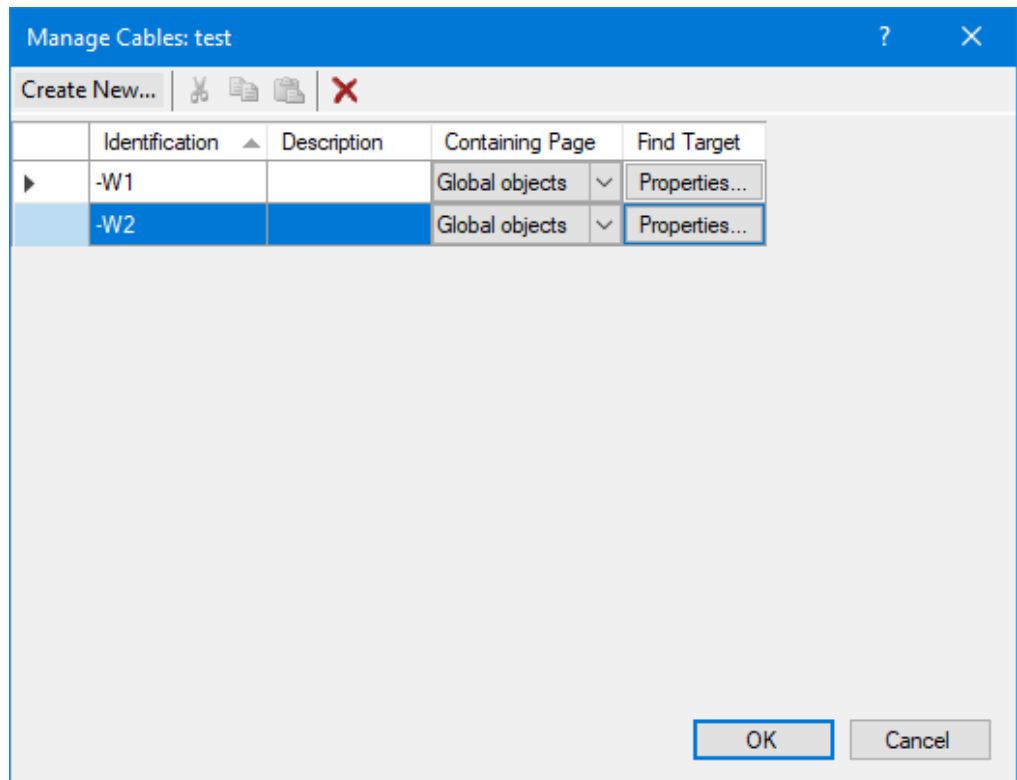 Manage Cables: test ?
Create New...
Identification Description Containing Page Find Target
-W1 Global objects Properties...
-W2 Global objects Properties...
OK Cancel